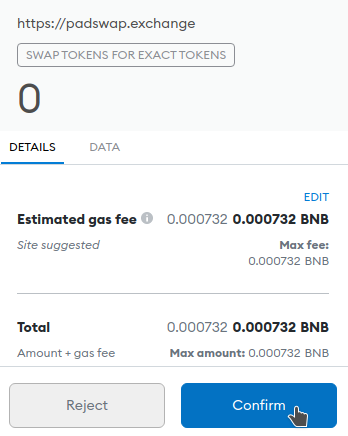 https://padswap.exchange
SWAP TOKENS FOR EXACT TOKENS
0
DETAILS DATA
EDIT
Estimated gas fee 0.000732 0.000732 BNB
Site suggested Max fee:
0.000732 BNB
Total 0.000732 0.000732 BNB
Amount + gas fee Max amount: 0.000732 BNB
Reject Confirm